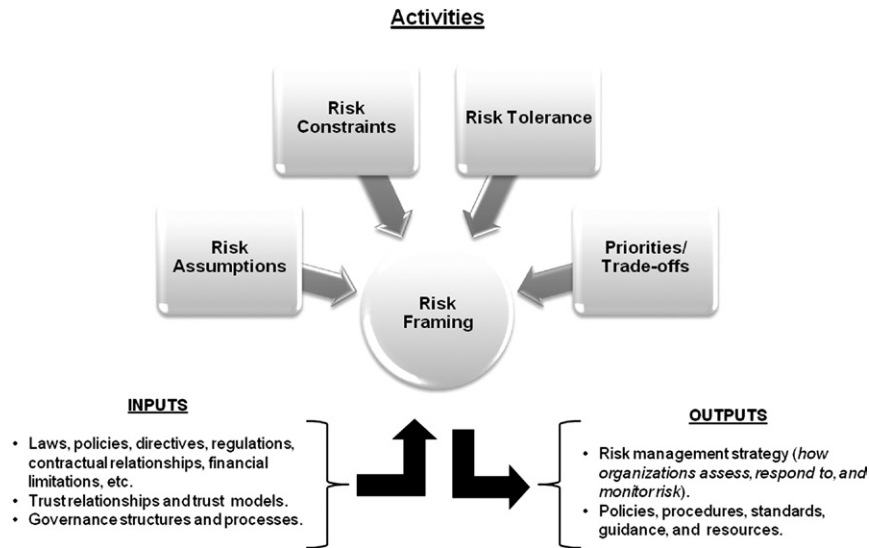 Activities
Risk
Constraints
Risk Tolerance
Risk
Assumptions
Priorities/
Trade-offs
Risk
Framing
INPUTS
• Laws, policies, directives, regulations,
contractual relationships, financial
limitations, etc.
• Trust relationships and trust models.
• Governance structures and processes.
OUTPUTS
• Risk management strategy (how
organizations assess, respond to, and
monitor risk).
• Policies, procedures, standards,
guidance, and resources.